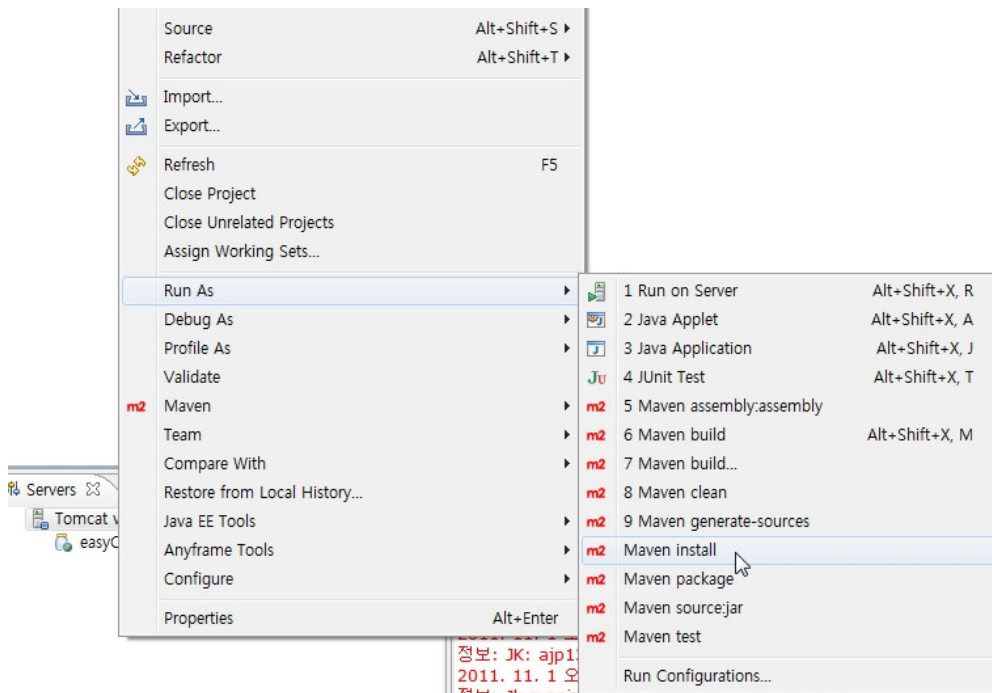 Source Alt+Shift+S
Refactor Alt+Shift+T
Import...
Export...
Refresh F5
Close Project
Close Unrelated Projects
Assign Working Sets...
Run As
Debug As
Profile As
Validate
m2 Maven
Team
Compare With
Restore from Local History...
Java EE Tools
Anyframe Tools
Configure
Properties Alt+Enter
1 Run on Server Alt+Shift+X, R
2 Java Applet Alt+Shift+X, A
J 3 Java Application Alt+Shift+X, J
JU 4 JUnit Test Alt+Shift+X, T
m2 5 Maven assembly:assembly
m2 6 Maven build Alt+Shift+X, M
m2 7 Maven build...
m2 8 Maven clean
m2 9 Maven generate-sources
m2 Maven install
m2 Maven package
m2 Maven source:jar
m2 Maven test
Run Configurations...
Servers
Tomcat v
easyC
정보: JK: ajp1
2011. 11. 1 오